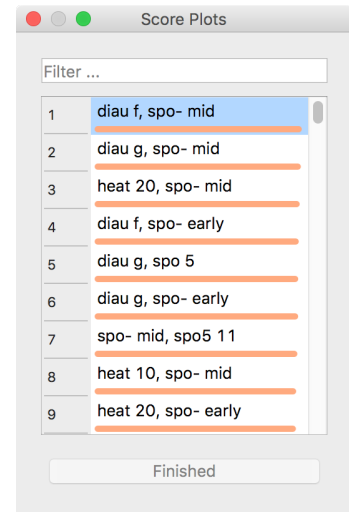 Score Plots
Filter ...
1 diau f, spo- mid
2 diau g, spo- mid
3 heat 20, spo- mid
4 diau f, spo- early
5 diau g, spo 5
6 diau g, spo- early
7 spo- mid, spo5 11
8 heat 10, spo- mid
9 heat 20, spo- early
Finished